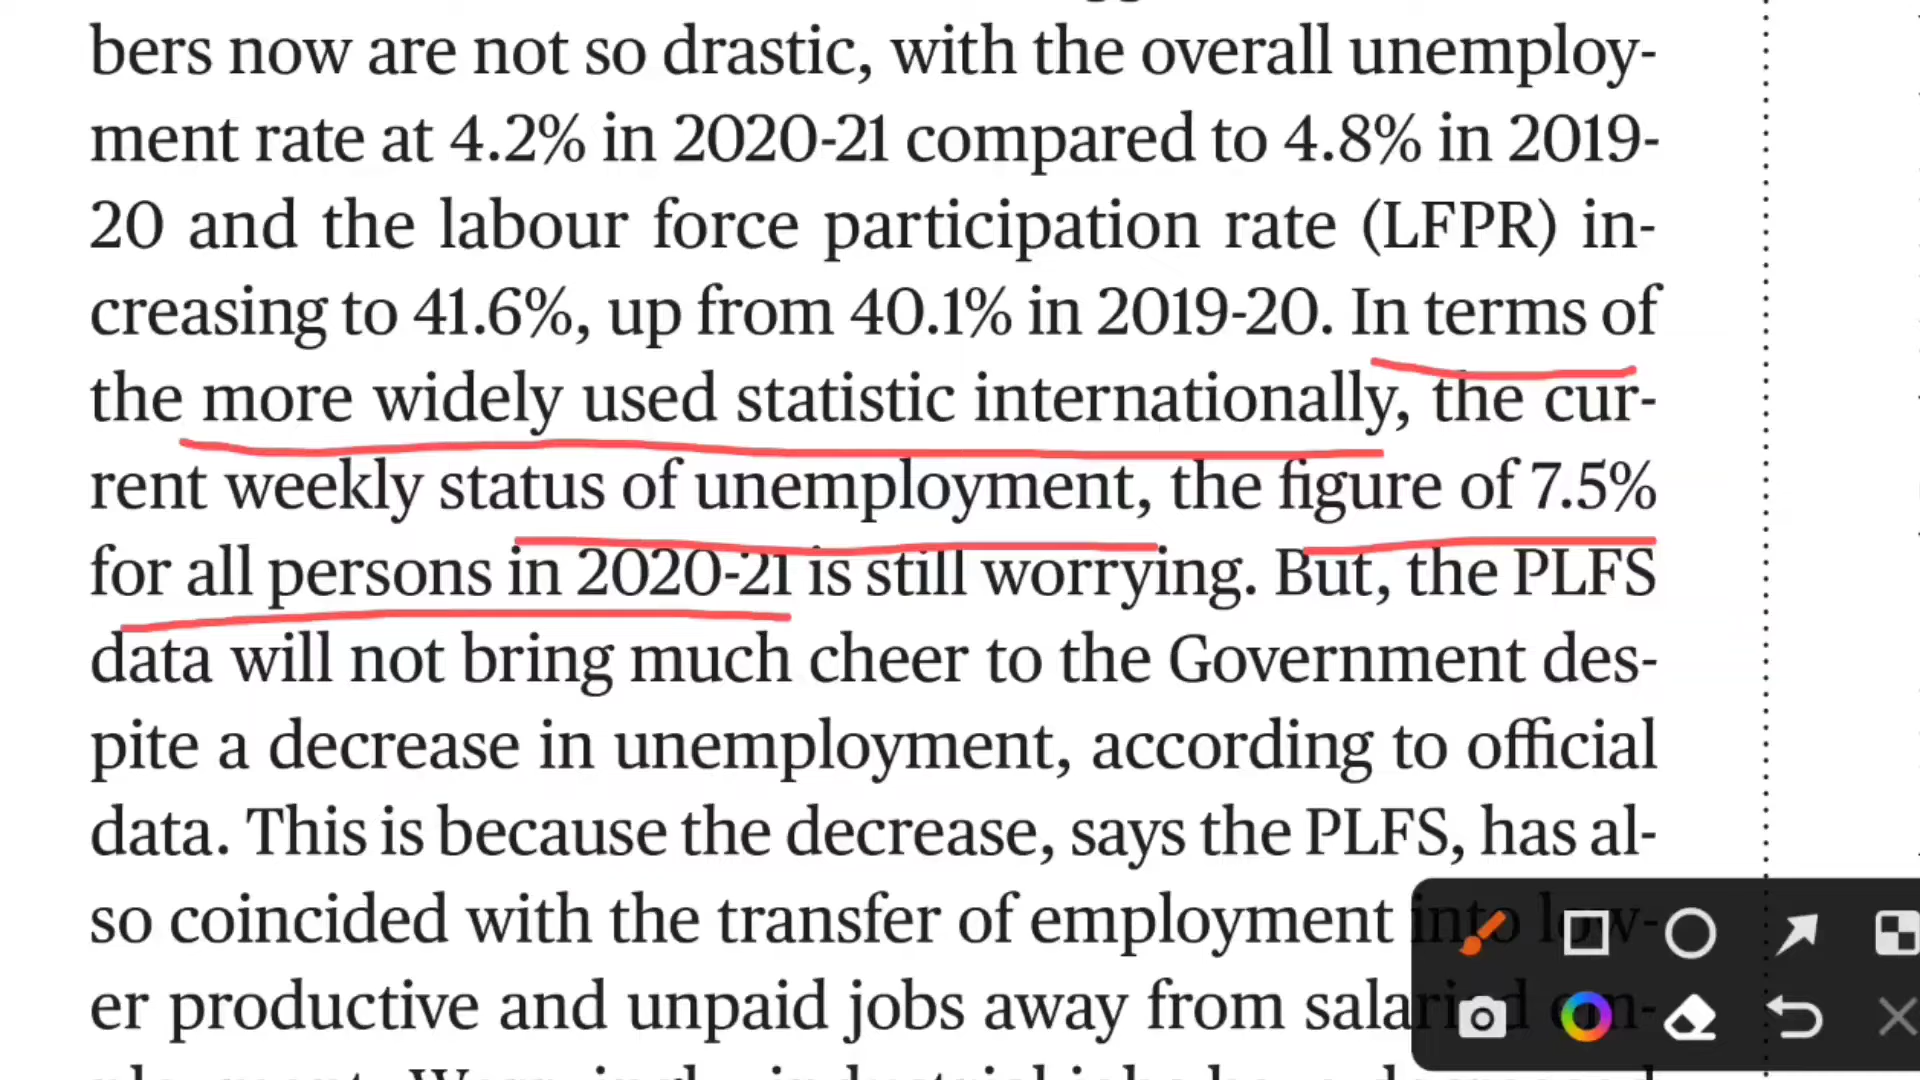 bers now are not so drastic, with the overall unemploy-
ment rate at 4.2% in 2020-21 compared to 4.8% in 2019-
20 and the labour force participation rate (LFPR) in-
creasing to 41.6%, up from 40.1% in 2019-20. In terms of
the more widely used statistic internationally, the cur-
rent weekly status of unemployment, the figure of 7.5%
for all persons in 2020-21 is still worrying. But, the PLFS
data will not bring much cheer to the Government des-
pite a decrease in unemployment, according to official
data. This is because the decrease, says the PLFS, has al-
so coincided with the transfer of employment into low-
er productive and unpaid jobs away from salaried em-